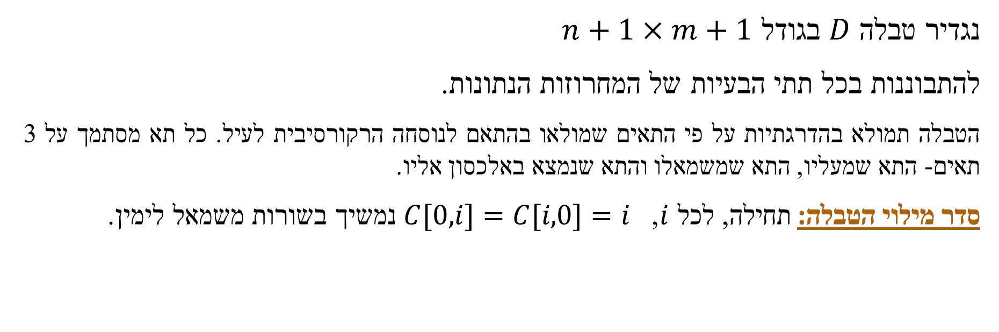 נגדיר טבלה D בגודל n + 1 × m + 1
להתבוננות בכל תתי הבעיות של המחרוזות הנתונות.
הטבלה תמולא בהדרגתיות על פי התאים שמולאו בהתאם לנוסחה הרקורסיבית לעיל. כל תא מסתמך על 3
תאים- התא שמעליו, התא שמשמאלו והתא שנמצא באלכסון אליו.
סדר מילוי הטבלה: תחילה, לכל i, C[0,i] = C[i,0] = i נמשיך בשורות משמאל לימין.